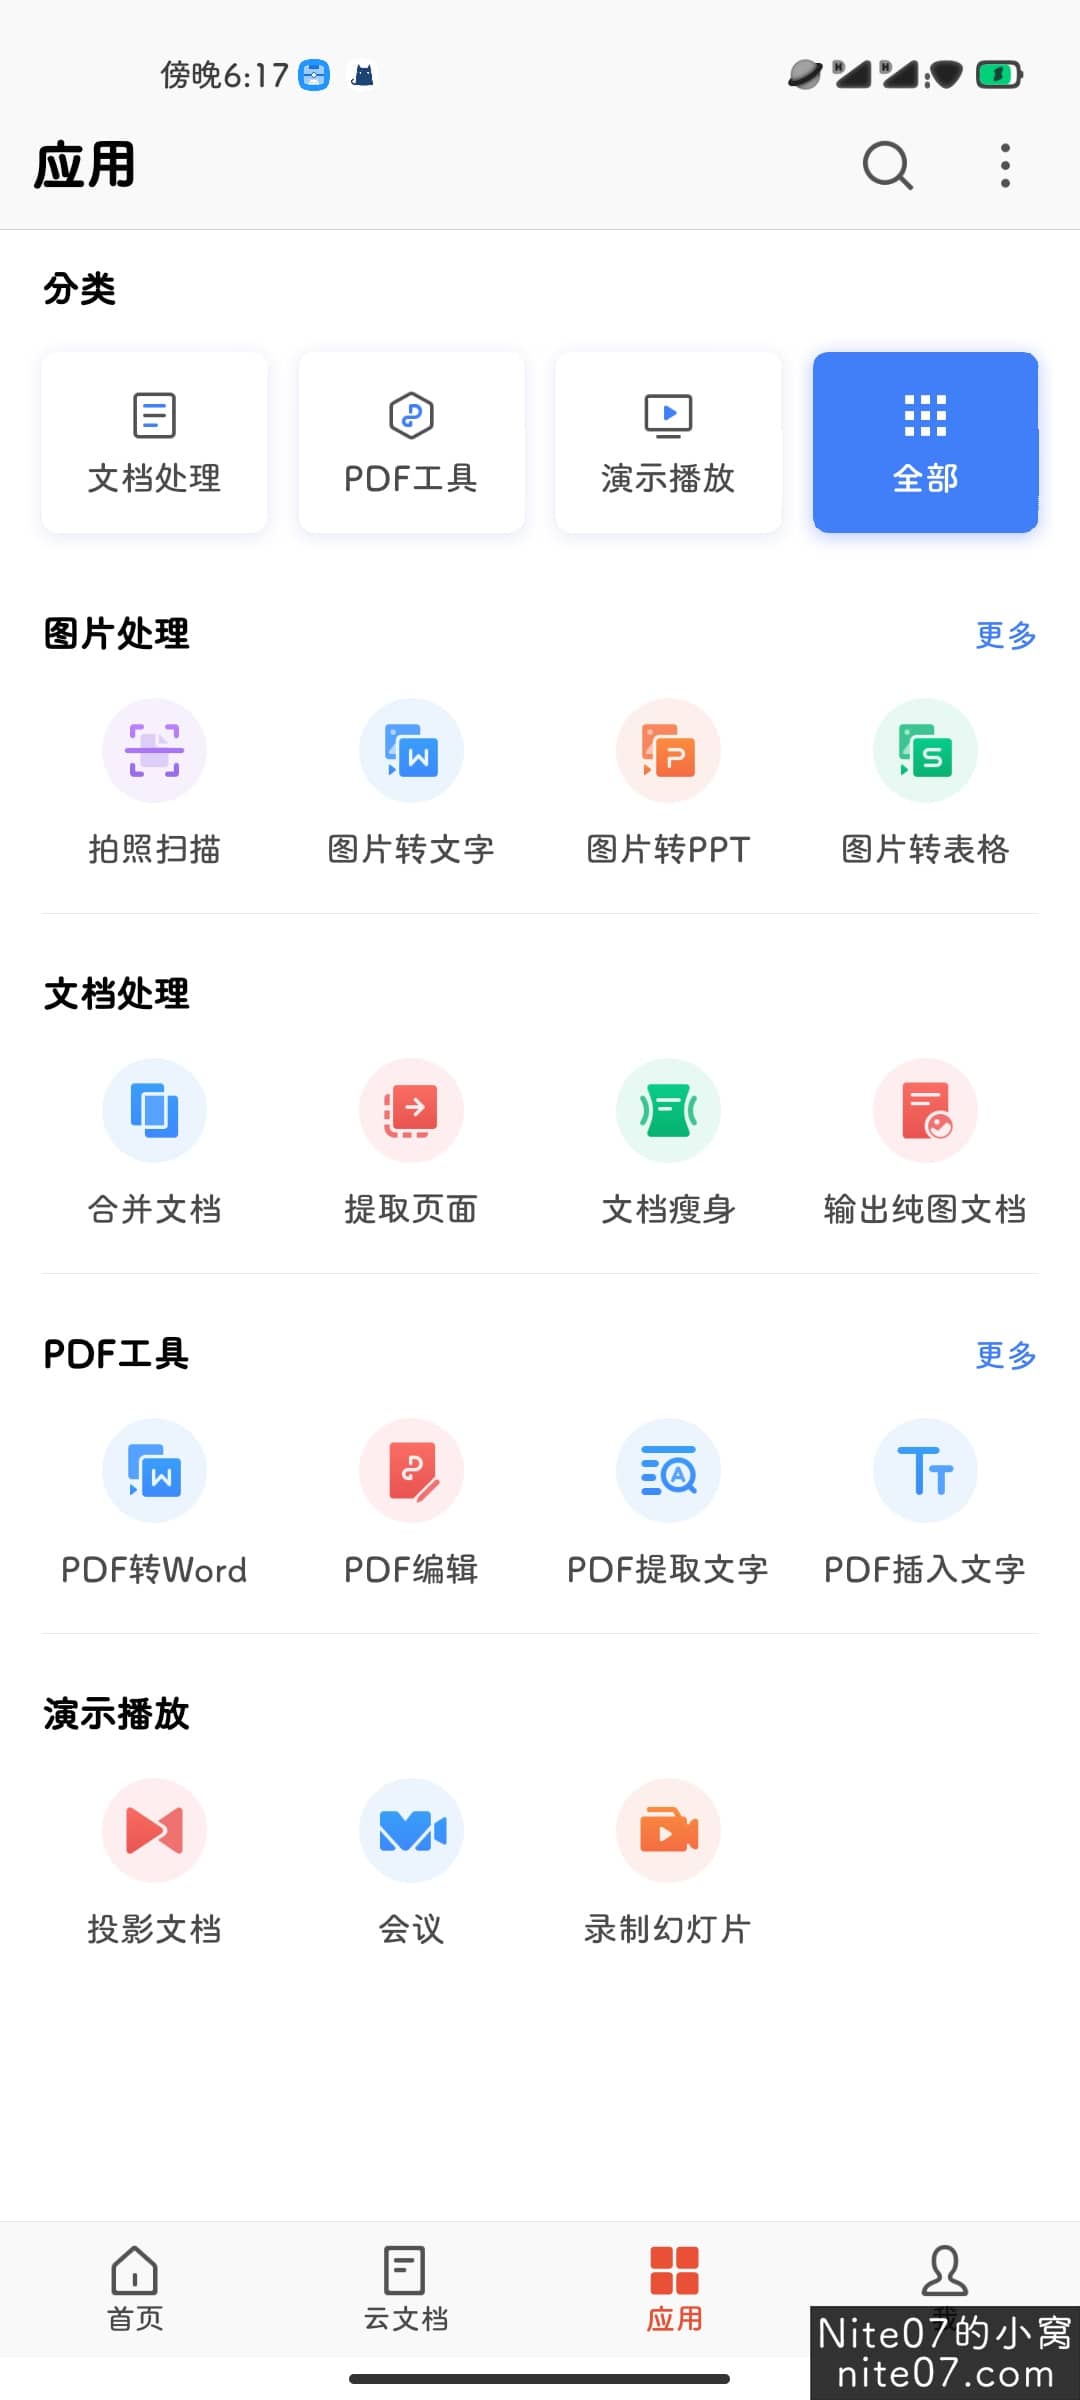 傍晚6:17
应用
分类
文档处理
PDF工具
演示播放
全部
图片处理
更多
拍照扫描
图片转文字
图片转PPT
图片转表格
文档处理
合并文档
提取页面
文档瘦身
输出纯图文档
PDF工具
更多
PDF转Word
PDF编辑
PDF提取文字
PDF插入文字
演示播放
投影文档
会议
录制幻灯片
首页
云文档
应用
我
Nite07的小窝
nite07.com